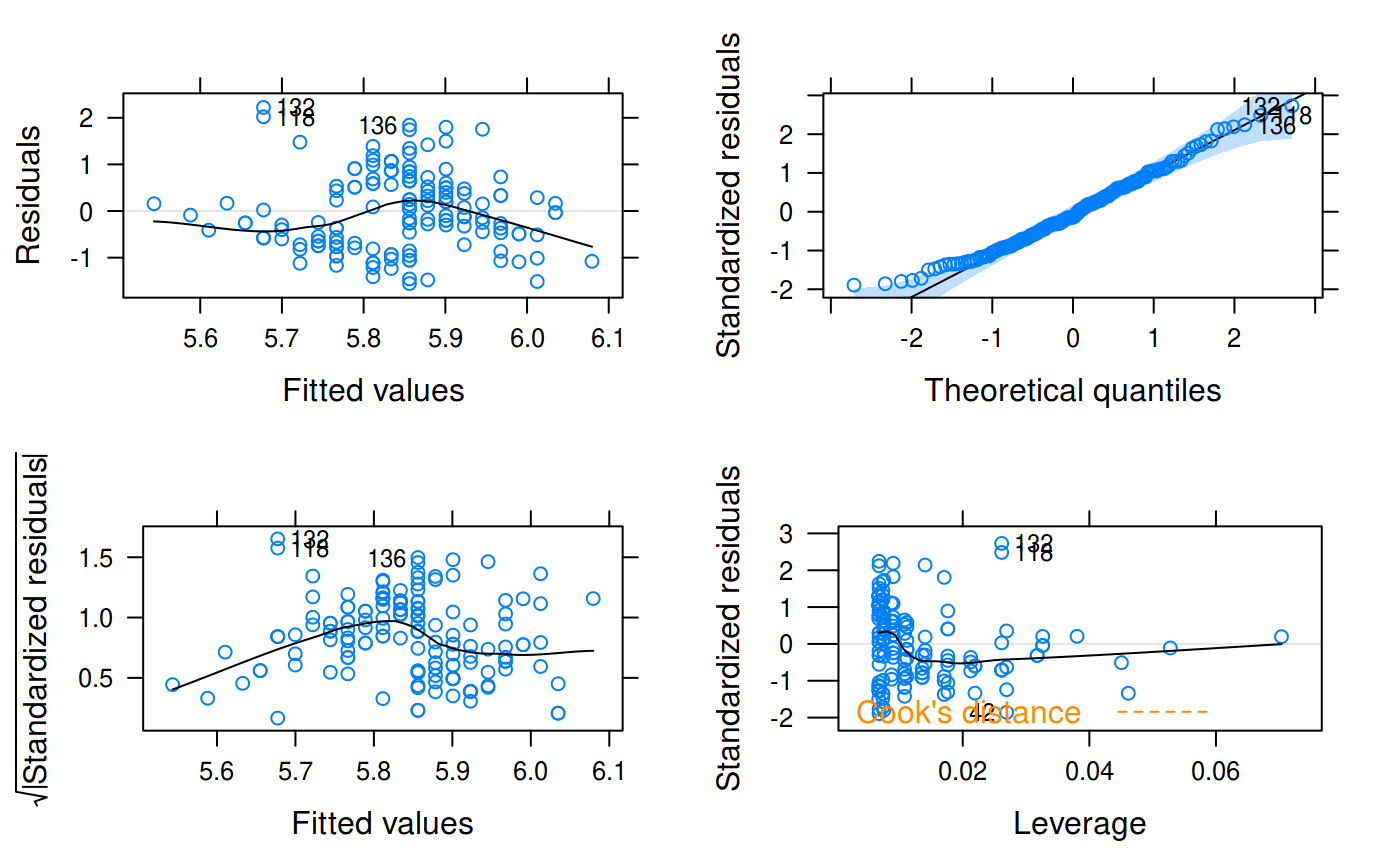 Residuals
2
1
0
-1
132
118
136
5.6 5.7 5.8 5.9 6.0 6.1
Fitted values
Standardized residuals
2
1
0
-1
-2
132
118
136
-2 -1 0 1 2
Theoretical quantiles
√|Standardized residuals|
1.5
1.0
0.5
132
118
136
5.6 5.7 5.8 5.9 6.0 6.1
Fitted values
Standardized residuals
3
2
1
0
-1
-2
132
118
42
Cook's distance
0.02 0.04 0.06
Leverage